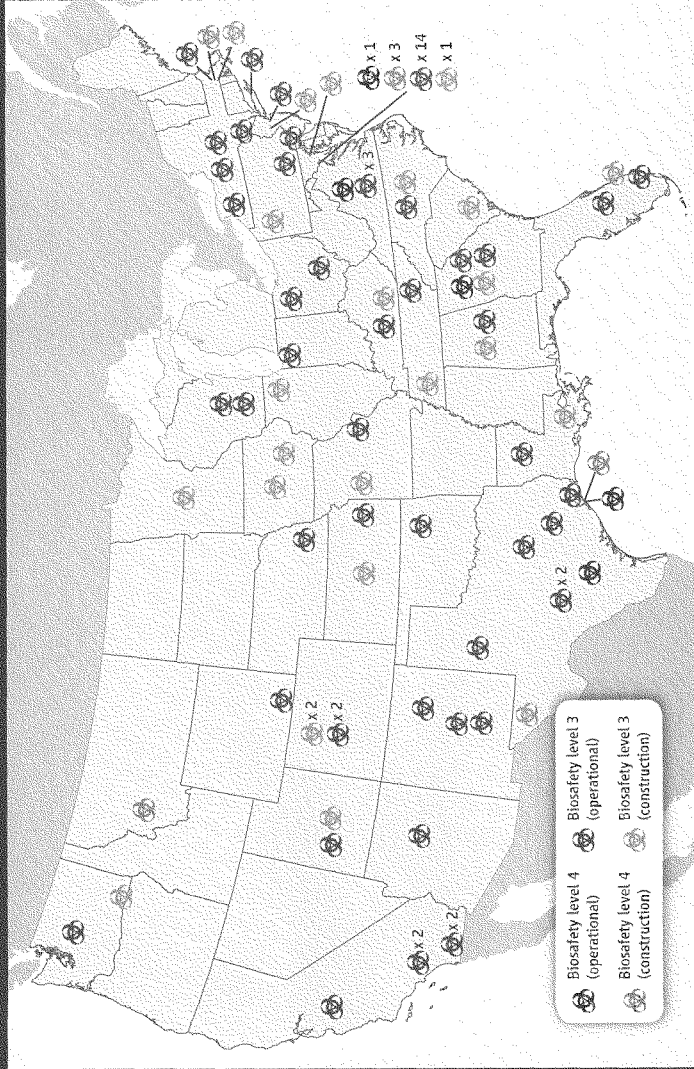 x 1
x 3
x 14
x 1
x 3
x 2
x 2
x 2
x 2
x 2
Biosafety level 4
(operational)
Biosafety level 3
(operational)
Biosafety level 4
(construction)
Biosafety level 3
(construction)